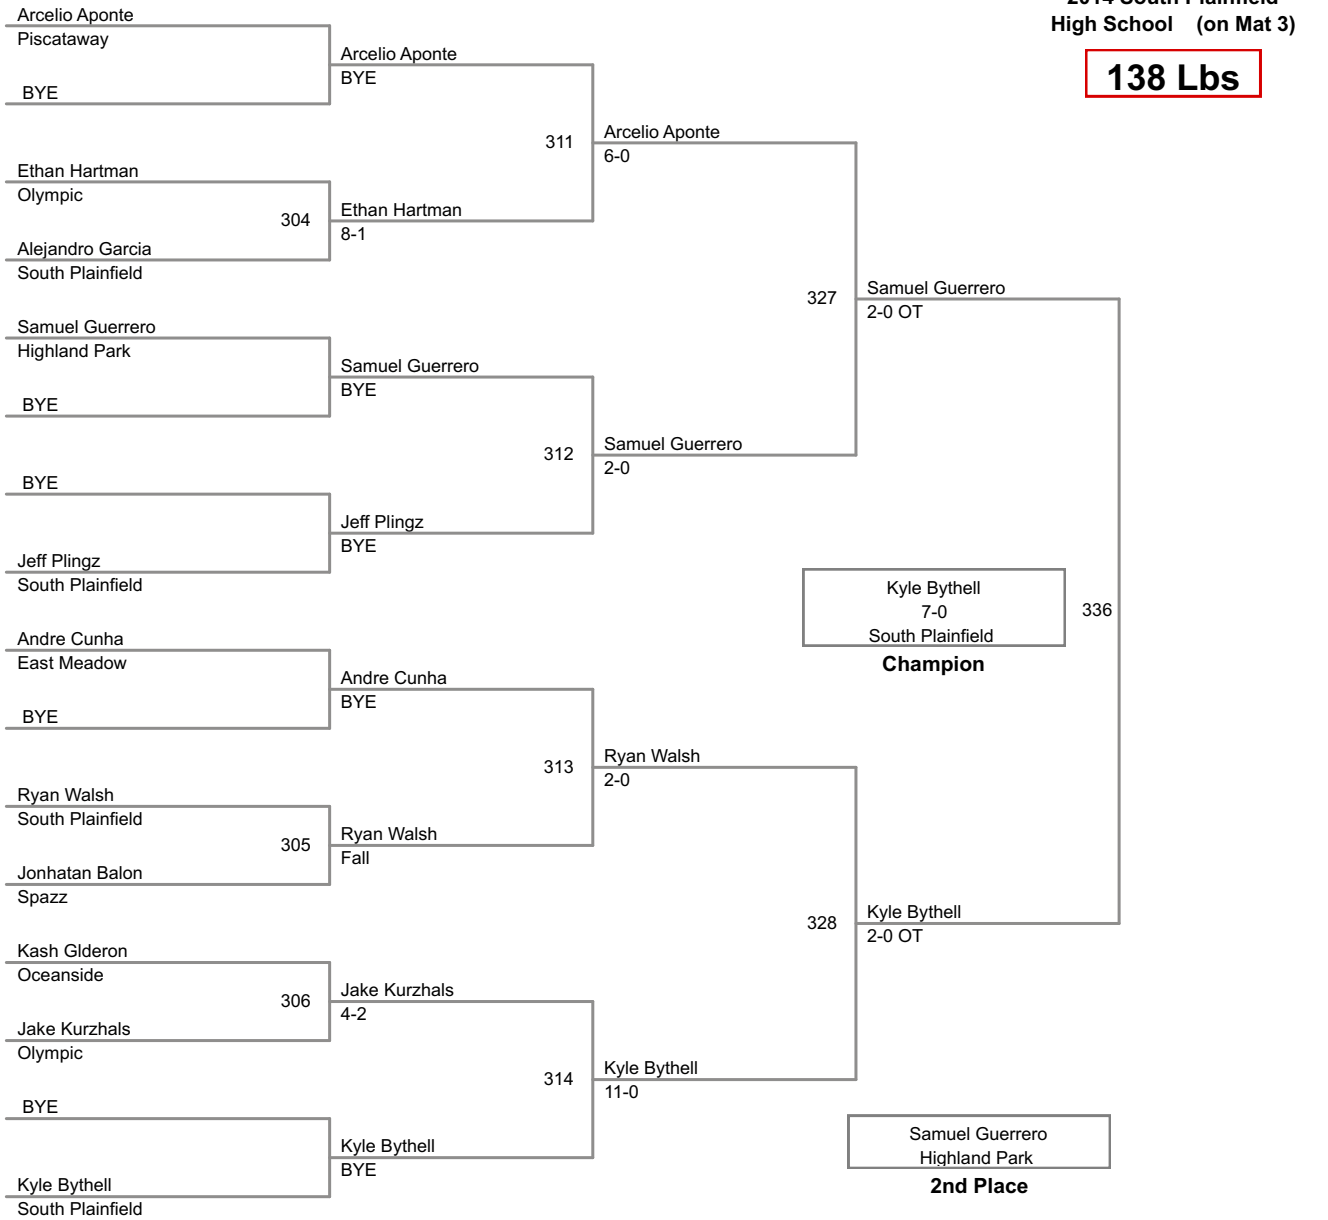 2014 South Plainfield
High School (on Mat 3)
138 Lbs
Arcelio Aponte
Piscataway
BYE
Arcelio Aponte
BYE
Ethan Hartman
Olympic
304
Alejandro Garcia
South Plainfield
Ethan Hartman
8-1
311
Arcelio Aponte
6-0
Samuel Guerrero
Highland Park
BYE
Samuel Guerrero
BYE
BYE
Jeff Plingz
South Plainfield
Jeff Plingz
BYE
312
Samuel Guerrero
2-0
327
Samuel Guerrero
2-0 OT
Andre Cunha
East Meadow
BYE
Andre Cunha
BYE
Ryan Walsh
South Plainfield
305
Jonhatan Balon
Spazz
Ryan Walsh
Fall
313
Ryan Walsh
2-0
Kash Glderon
Oceanside
306
Jake Kurzhals
Olympic
Jake Kurzhals
4-2
BYE
Kyle Bythell
South Plainfield
Kyle Bythell
BYE
314
Kyle Bythell
11-0
328
Kyle Bythell
2-0 OT
336
Kyle Bythell
7-0
South Plainfield
Champion
Samuel Guerrero
Highland Park
2nd Place